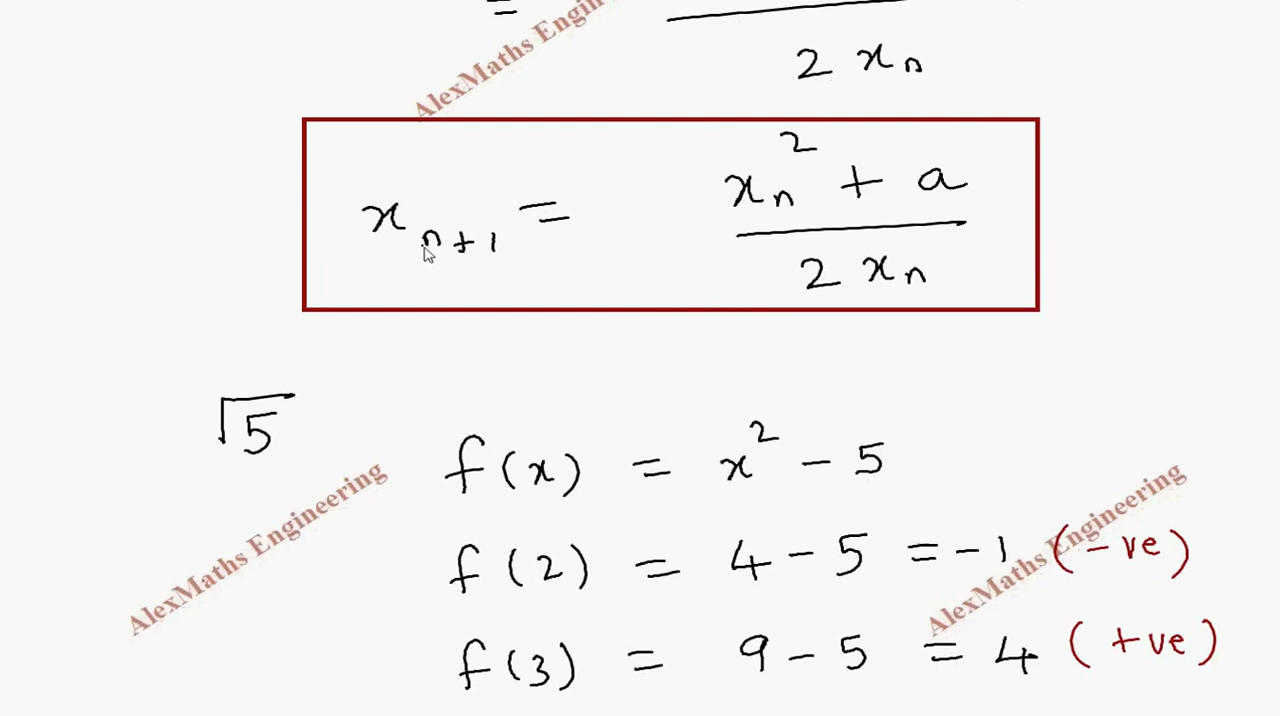 =
2 xₙ
AlexMaths Engin
xₙ₊₁ = (xₙ² + a) / (2 xₙ)
√5
f(x) = x² - 5
f(2) = 4 - 5 = -1 (-ve)
f(3) = 9 - 5 = 4 (+ve)
AlexMaths Engineering
AlexMaths Engineering